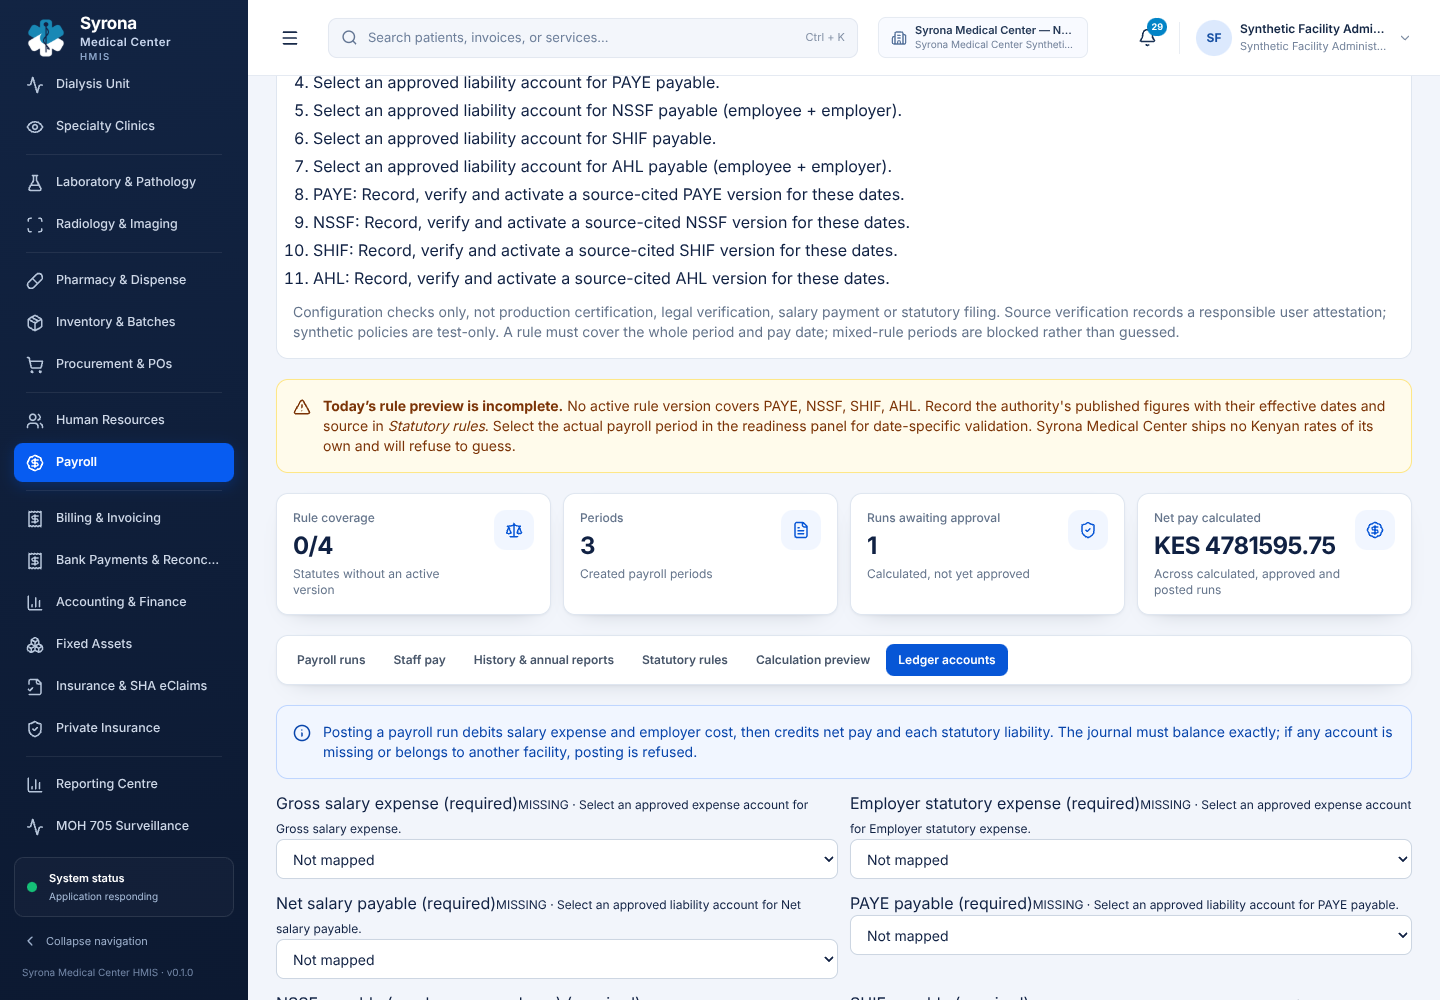 Syrona
Medical Center
HMIS
Dialysis Unit
Specialty Clinics
Laboratory & Pathology
Radiology & Imaging
Pharmacy & Dispense
Inventory & Batches
Procurement & POs
Human Resources
Payroll
Billing & Invoicing
Bank Payments & Reconc...
Accounting & Finance
Fixed Assets
Insurance & SHA eClaims
Private Insurance
Reporting Centre
MOH 705 Surveillance
System status
Application responding
Collapse navigation
Syrona Medical Center HMIS · v0.1.0
Search patients, invoices, or services...
Ctrl + K
Syrona Medical Center — N...
Syrona Medical Center Syntheti...
29
SF
Synthetic Facility Admi...
Synthetic Facility Administ...
4. Select an approved liability account for PAYE payable.
5. Select an approved liability account for NSSF payable (employee + employer).
6. Select an approved liability account for SHIF payable.
7. Select an approved liability account for AHL payable (employee + employer).
8. PAYE: Record, verify and activate a source-cited PAYE version for these dates.
9. NSSF: Record, verify and activate a source-cited NSSF version for these dates.
10. SHIF: Record, verify and activate a source-cited SHIF version for these dates.
11. AHL: Record, verify and activate a source-cited AHL version for these dates.
Configuration checks only, not production certification, legal verification, salary payment or statutory filing. Source verification records a responsible user attestation;
synthetic policies are test-only. A rule must cover the whole period and pay date; mixed-rule periods are blocked rather than guessed.
Today's rule preview is incomplete. No active rule version covers PAYE, NSSF, SHIF, AHL. Record the authority's published figures with their effective dates and
source in Statutory rules. Select the actual payroll period in the readiness panel for date-specific validation. Syrona Medical Center ships no Kenyan rates of its
own and will refuse to guess.
Rule coverage
0/4
Statutes without an active
version
Periods
3
Created payroll periods
Runs awaiting approval
1
Calculated, not yet approved
Net pay calculated
KES 4781595.75
Across calculated, approved and
posted runs
Payroll runs
Staff pay
History & annual reports
Statutory rules
Calculation preview
Ledger accounts
Posting a payroll run debits salary expense and employer cost, then credits net pay and each statutory liability. The journal must balance exactly; if any account is
missing or belongs to another facility, posting is refused.
Gross salary expense (required)MISSING · Select an approved expense account for
Gross salary expense.
Not mapped
Employer statutory expense (required)MISSING · Select an approved expense account
for Employer statutory expense.
Not mapped
Net salary payable (required)MISSING · Select an approved liability account for Net
salary payable.
Not mapped
PAYE payable (required)MISSING · Select an approved liability account for PAYE payable.
Not mapped